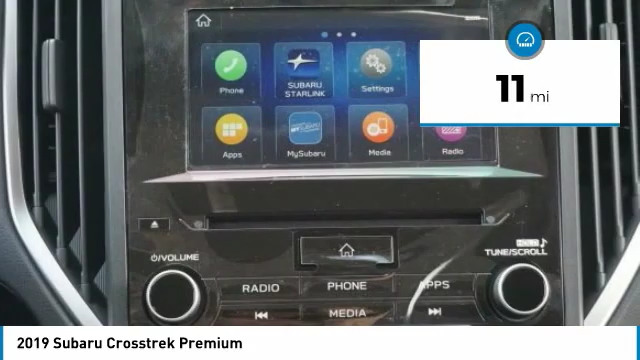 Phone
SUBARU
STARLINK
Settings
11 mi
Apps
MySubaru
Media
Radio
⏻/VOLUME
HOLD ♪
TUNE/SCROLL
RADIO
PHONE
APPS
MEDIA
2019 Subaru Crosstrek Premium